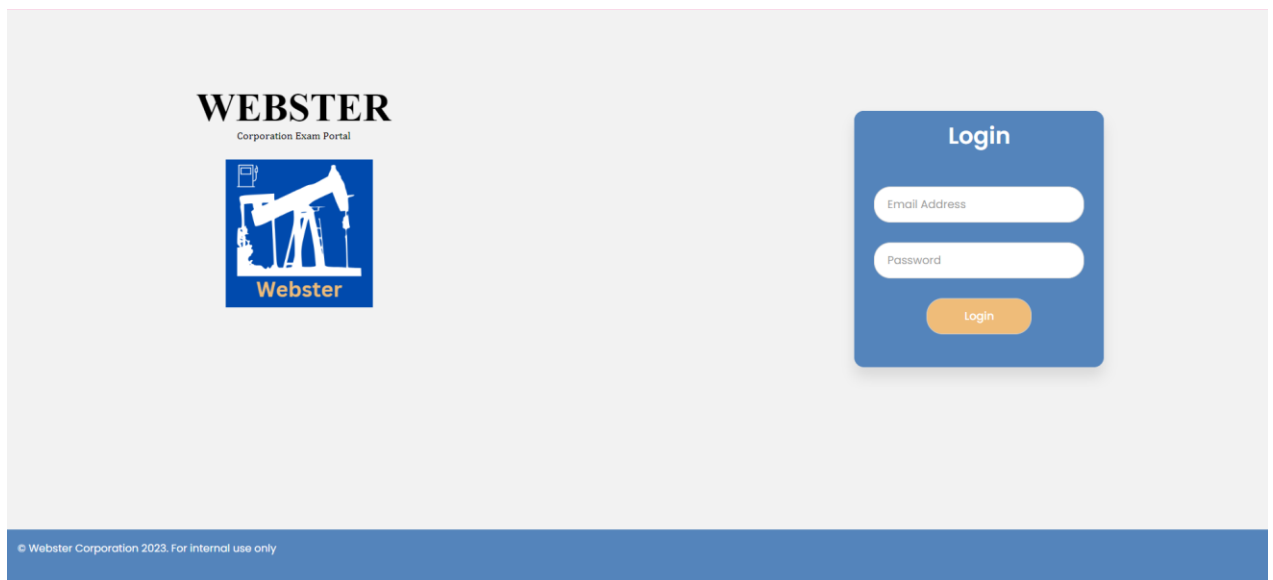 WEBSTER
Corporation Exam Portal
Webster
Login
Email Address
Password
Login
© Webster Corporation 2023. For internal use only